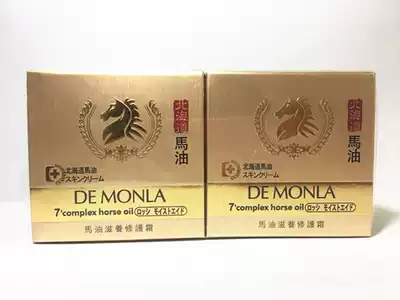 北海道
馬油
北海道馬油
スキンクリーム
DE MONLA
7'complex horse oil ロッシ モイストエイド
馬油滋養修護霜
北海道
馬油
北海道馬油
スキンクリーム
DE MONLA
7'complex horse oil ロッシ モイストエイド
馬油滋養修護霜